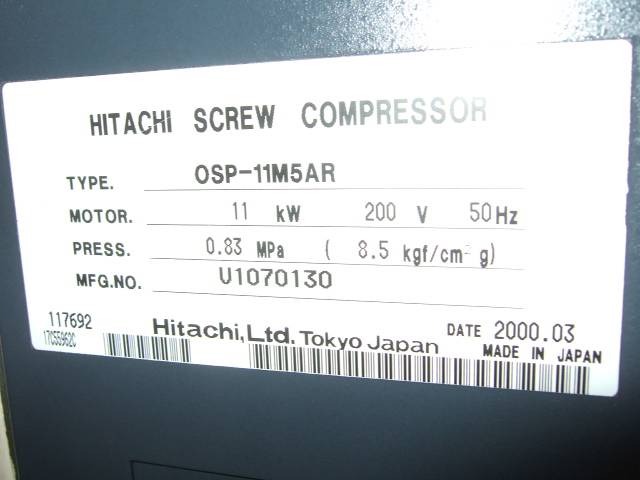 HITACHI SCREW COMPRESSOR
TYPE. OSP-11M5AR
MOTOR. 11 kW 200 V 50Hz
PRESS. 0.83 MPa ( 8.5 kgf/cm² g)
MFG.NO. U1070130
117692
17C55962C
Hitachi,Ltd. Tokyo Japan
DATE 2000.03
MADE IN JAPAN